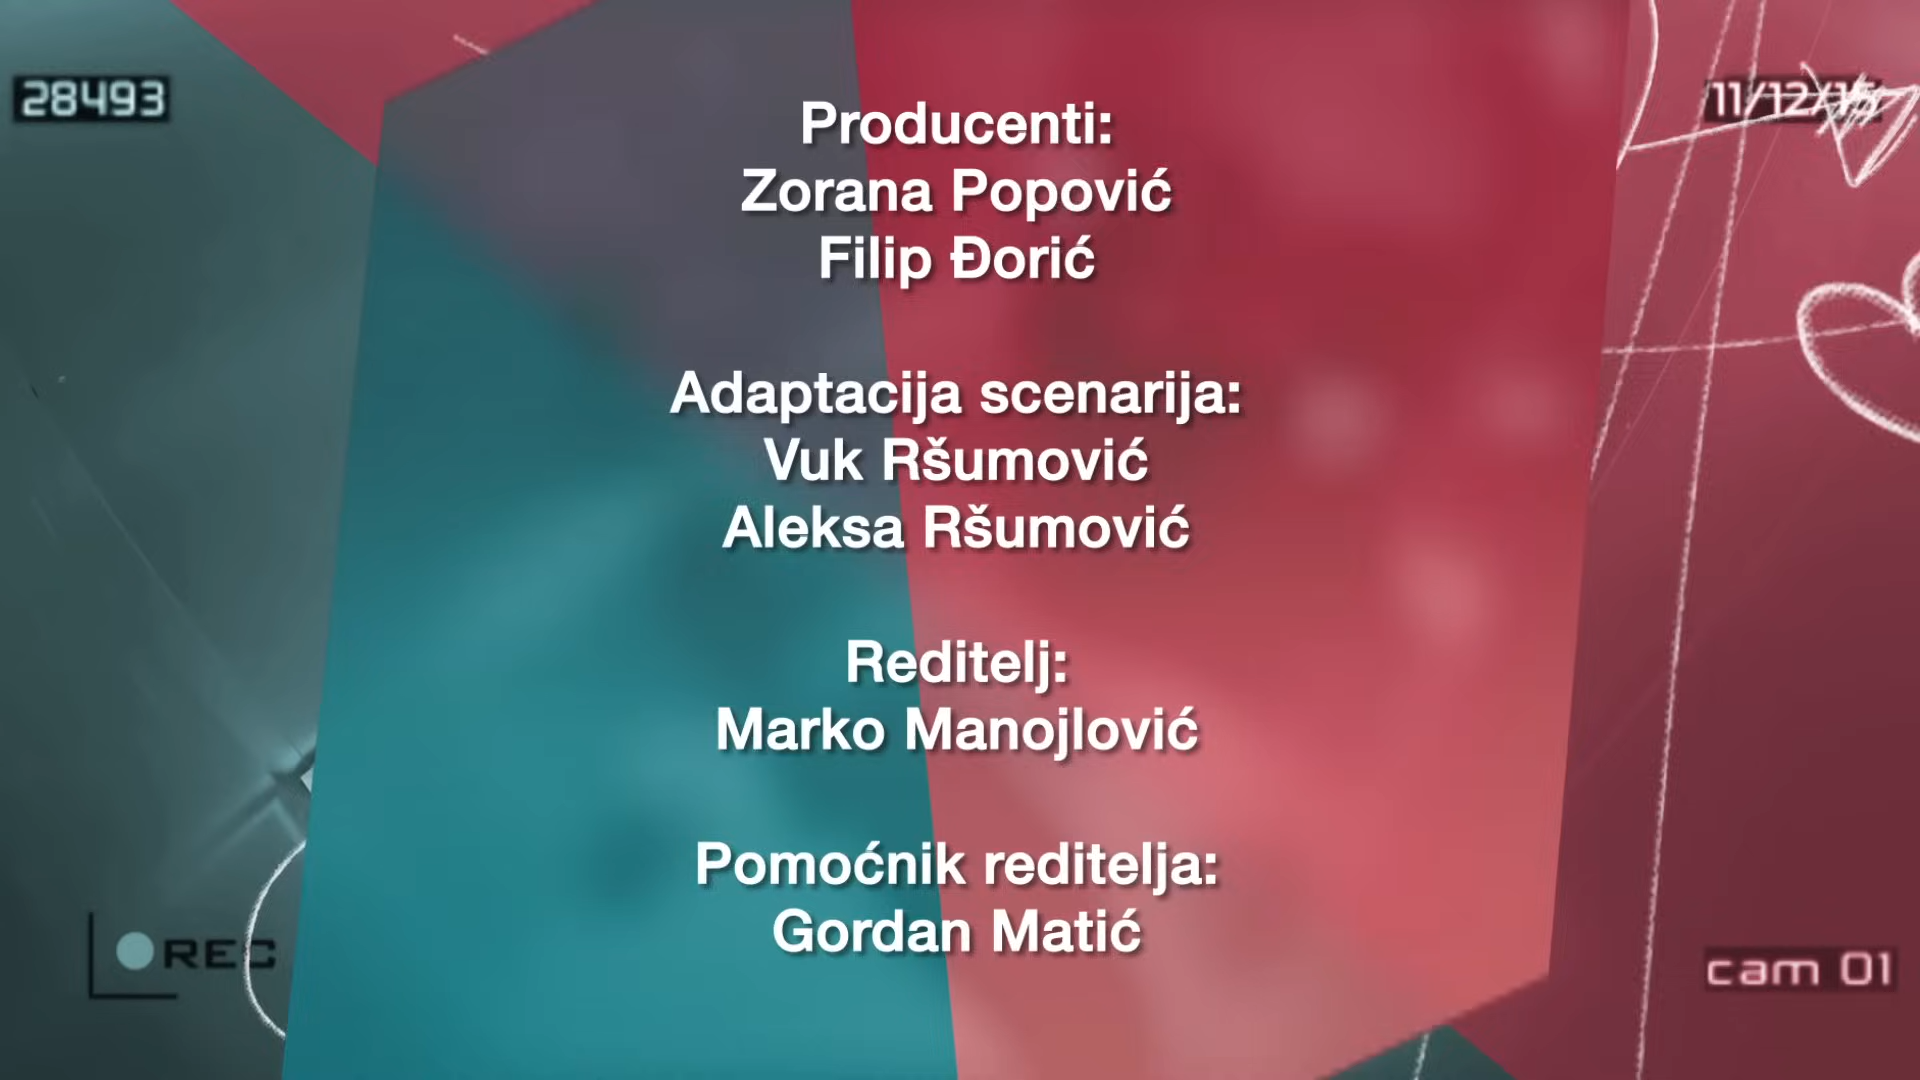 28493
11/12/15
Producenti:
Zorana Popović
Filip Đorić
Adaptacija scenarija:
Vuk Ršumović
Aleksa Ršumović
Reditelj:
Marko Manojlović
Pomoćnik reditelja:
Gordan Matić
REC
cam 01